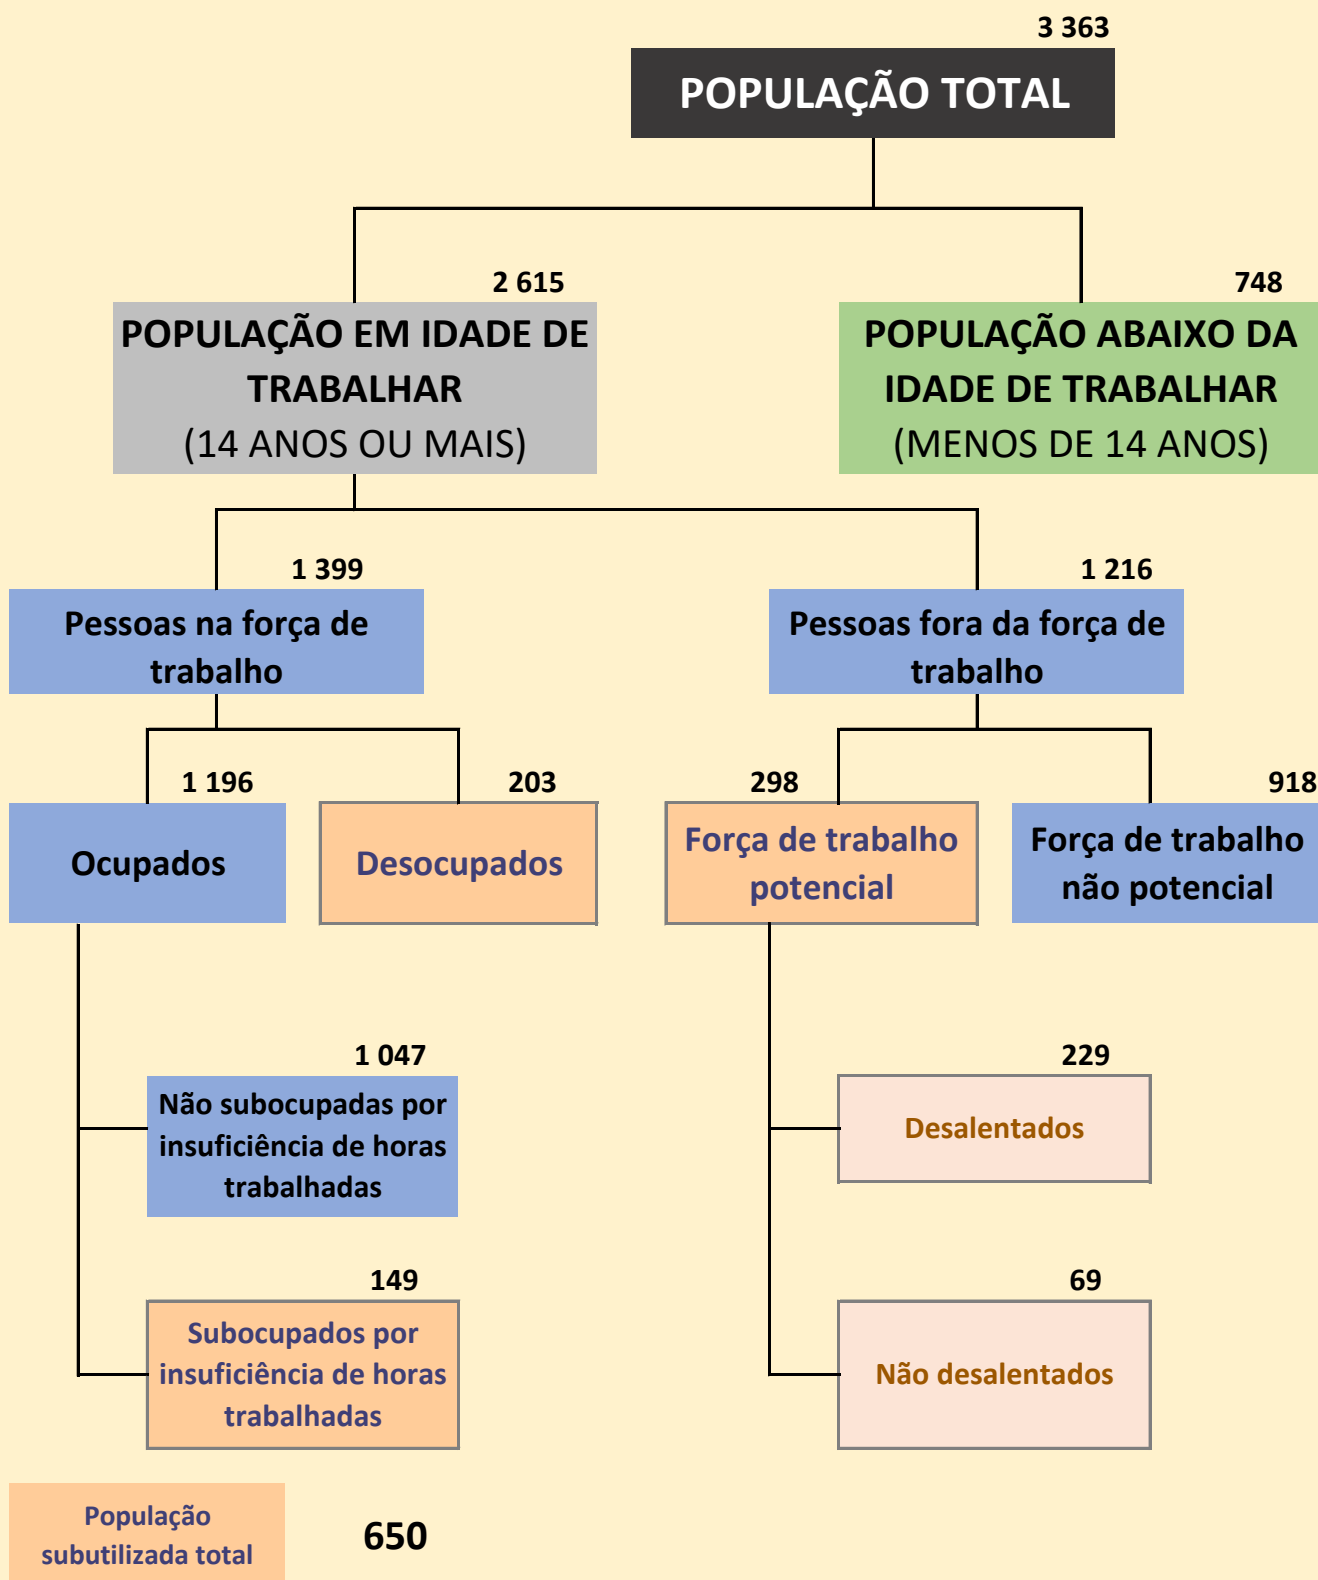 3 363
POPULAÇÃO TOTAL
2 615
POPULAÇÃO EM IDADE DE
TRABALHAR
(14 ANOS OU MAIS)
748
POPULAÇÃO ABAIXO DA
IDADE DE TRABALHAR
(MENOS DE 14 ANOS)
1 399
Pessoas na força de
trabalho
1 216
Pessoas fora da força de
trabalho
1 196
Ocupados
203
Desocupados
298
Força de trabalho
potencial
918
Força de trabalho
não potencial
1 047
Não subocupadas por
insuficiência de horas
trabalhadas
229
Desalentados
149
Subocupados por
insuficiência de horas
trabalhadas
69
Não desalentados
População
subutilizada total
650